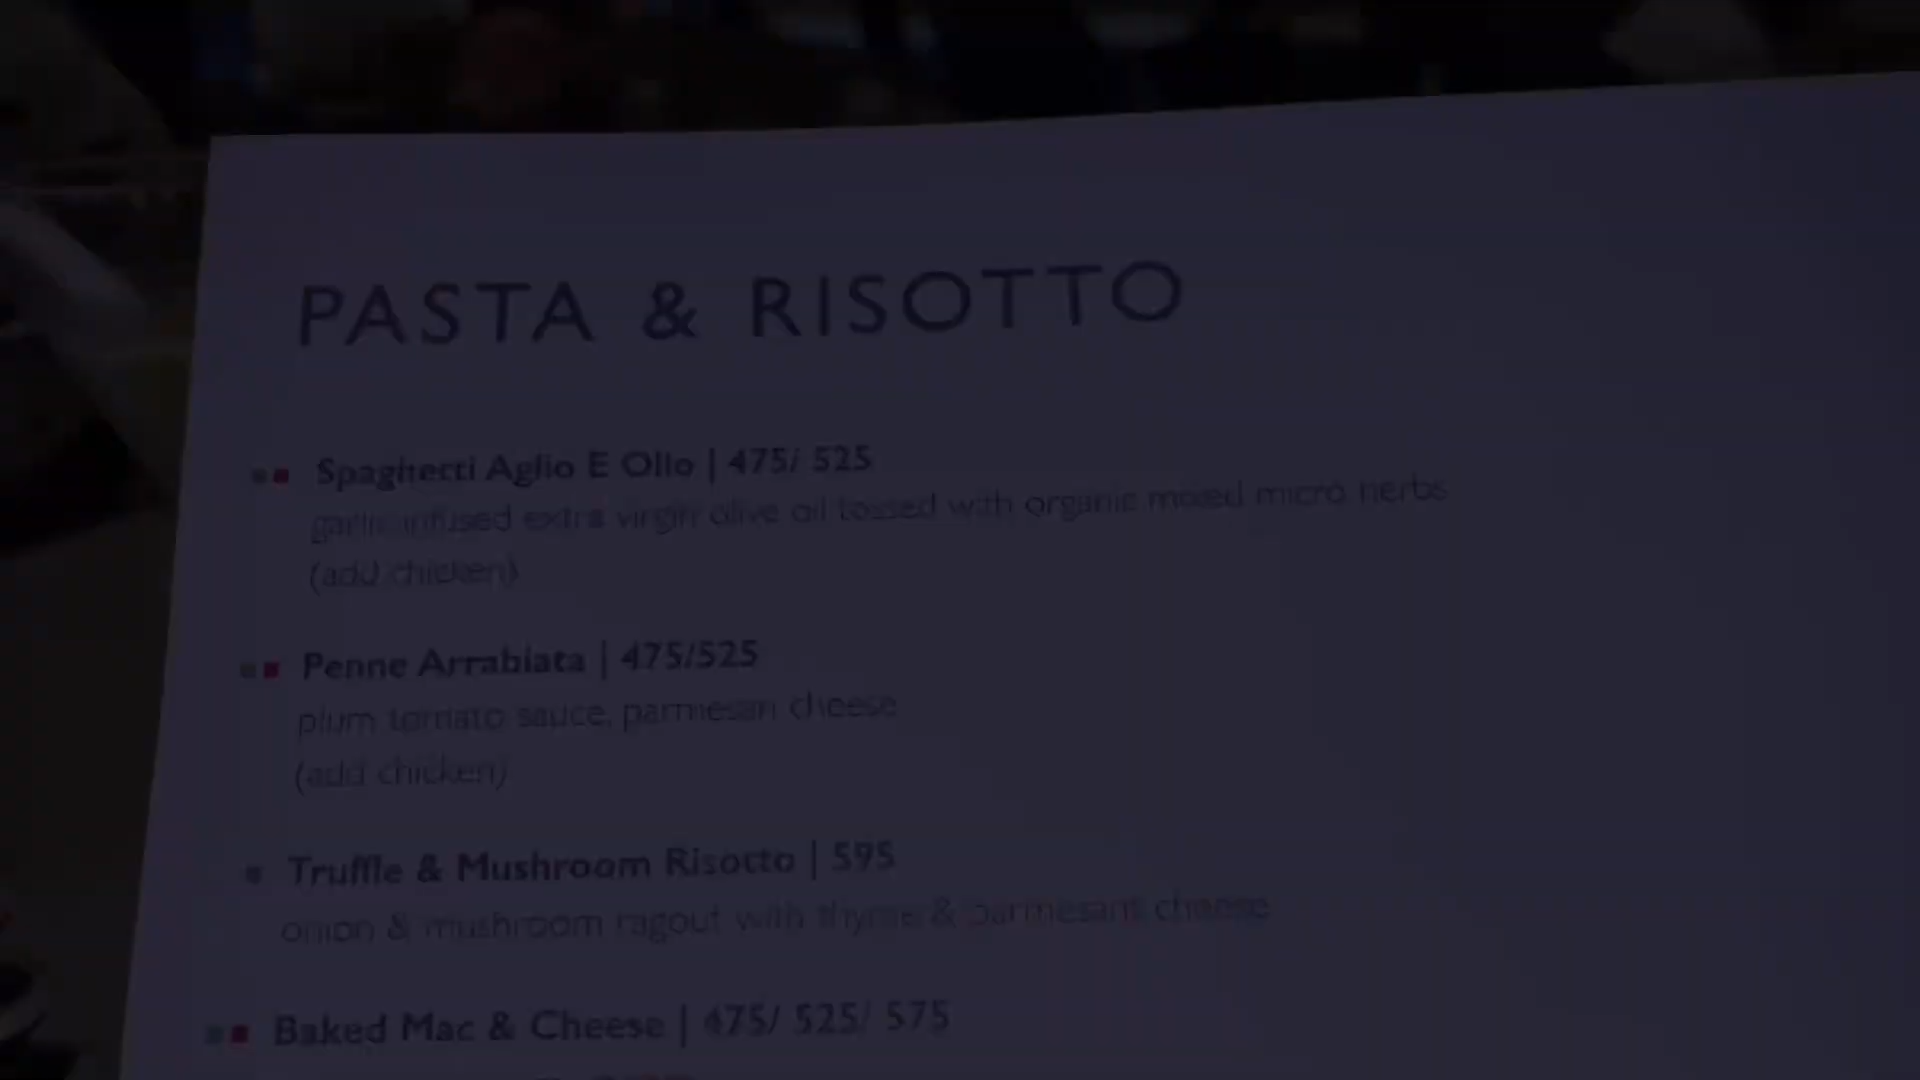 PASTA & RISOTTO
Spaghetti Aglio E Olio | 475/ 525
garlic infused extra virgin olive oil tossed with organic mixed micro herbs
(add chicken)
Penne Arrabiata | 475/525
plum tomato sauce, parmesan cheese
(add chicken)
Truffle & Mushroom Risotto | 595
onion & mushroom ragout with thyme & parmesan cheese
Baked Mac & Cheese | 475/ 525/ 575